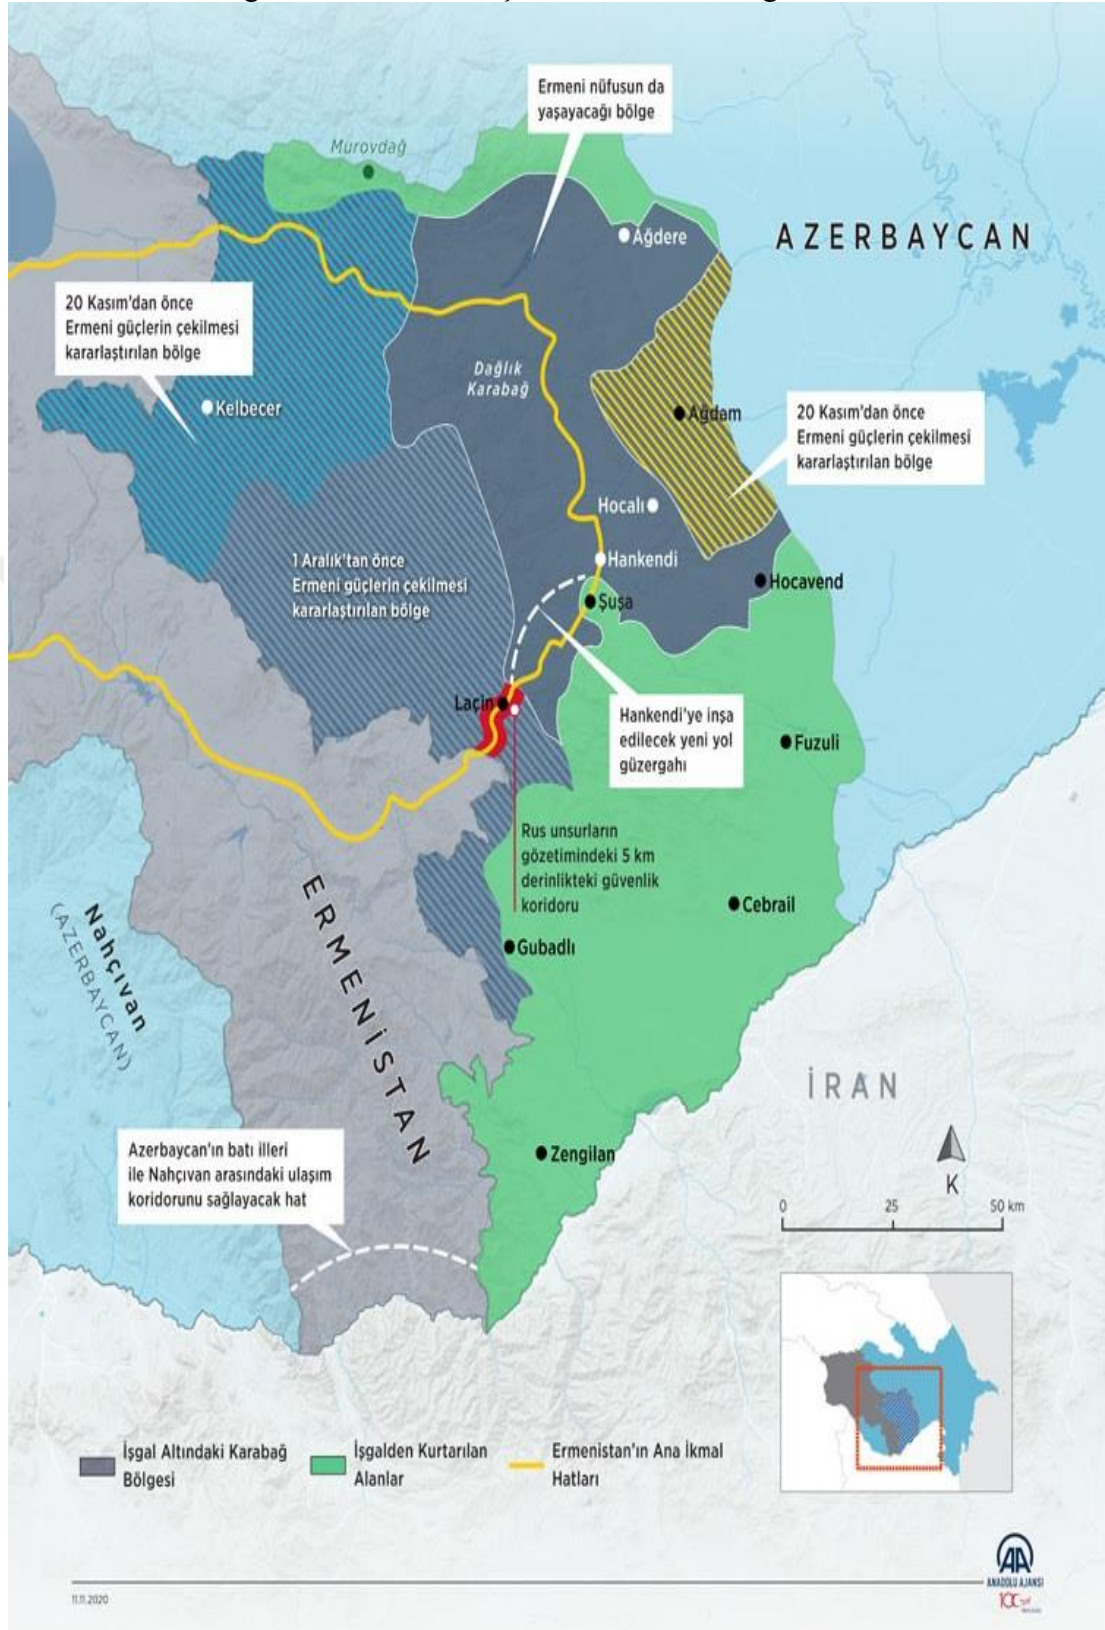 Ermeni nüfusun da
yaşayacağı bölge
Murovdağ
Ağdere
AZERBAYCAN
20 Kasım'dan önce
Ermeni güçlerin çekilmesi
kararlaştırılan bölge
Dağlık
Karabağ
Kelbecer
Ağdam
20 Kasım'dan önce
Ermeni güçlerin çekilmesi
kararlaştırılan bölge
Hocalı
Hankendi
1 Aralık'tan önce
Ermeni güçlerin çekilmesi
kararlaştırılan bölge
Hocavend
Şuşa
Laçin
Hankendi'ye inşa
edilecek yeni yol
güzergahı
Fuzuli
Rus unsurların
gözetimindeki 5 km
derinlikteki güvenlik
koridoru
Cebrail
Gubadlı
Nahçıvan
(AZERBAYCAN)
ERMENİSTAN
İRAN
Azerbaycan'ın batı illeri
ile Nahçıvan arasındaki ulaşım
koridorunu sağlayacak hat
Zengilan
K
0 25 50 km
İşgal Altındaki Karabağ
Bölgesi
İşgalden Kurtarılan
Alanlar
Ermenistan'ın Ana İkmal
Hatları
AA
ANADOLU AJANSI
11.11.2020